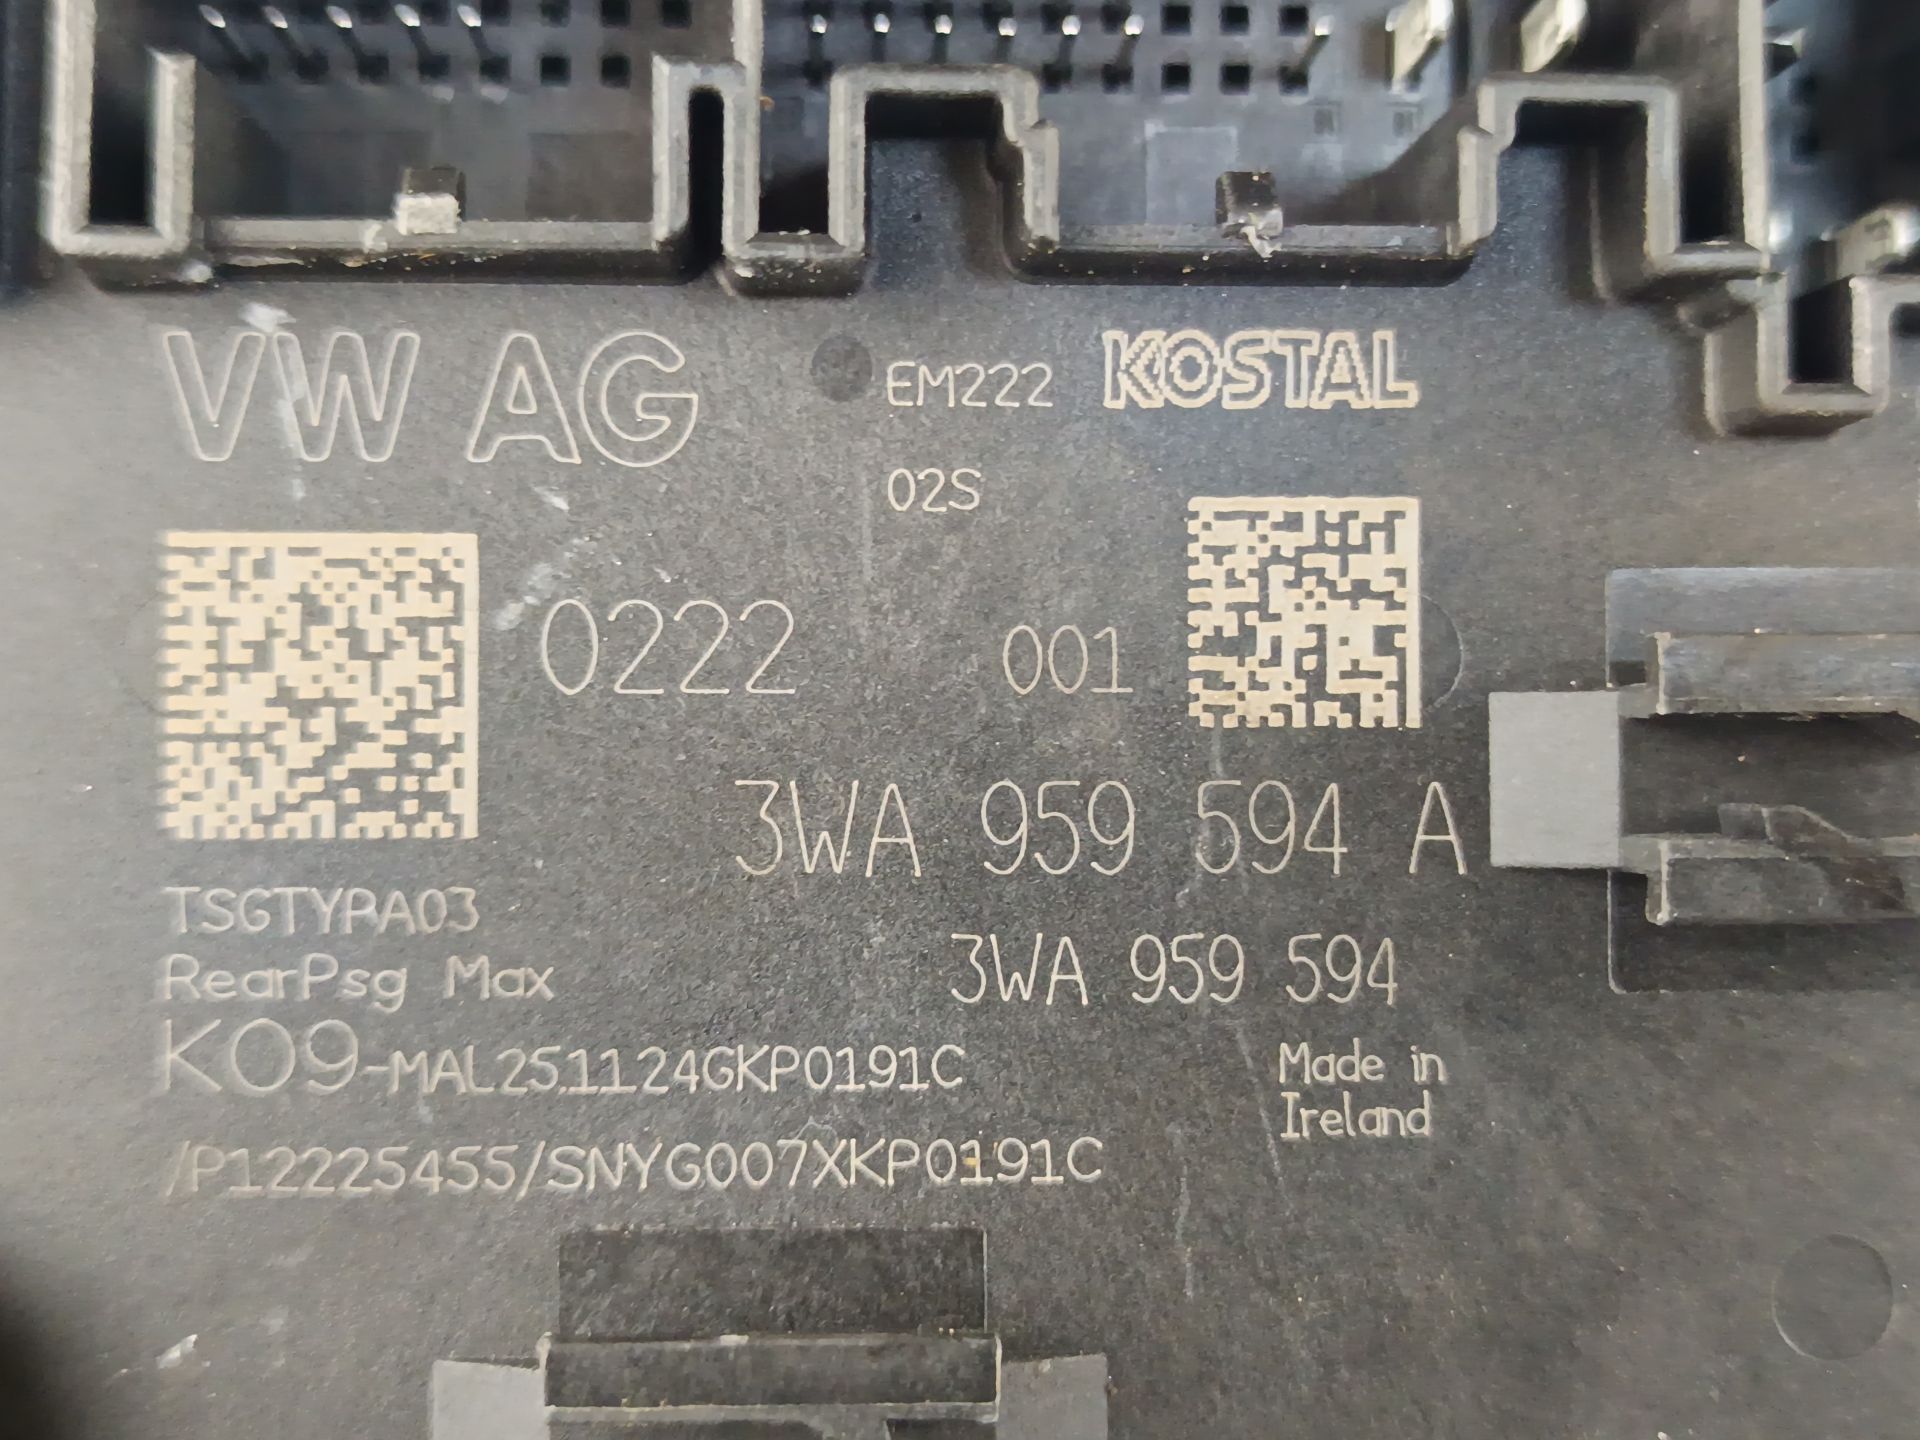 VW AG
EM222
KOSTAL
02S
0222
001
3WA 959 594 A
TSGTYPA03
RearPsg Max
3WA 959 594
K09-MAL251124GKP0191C
Made in
Ireland
/P12225455/SNYG007XKP0191C